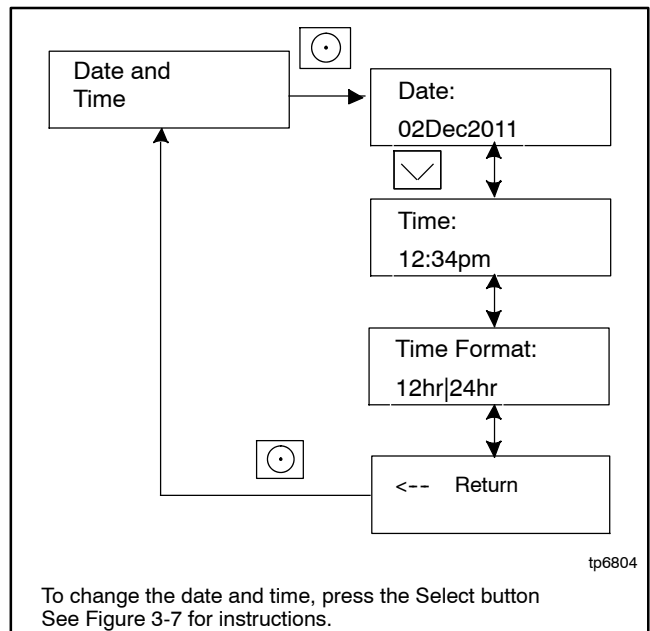 Date and
Time
Date:
02Dec2011
Time:
12:34pm
Time Format:
12hr|24hr
<-- Return
tp6804
To change the date and time, press the Select button
See Figure 3-7 for instructions.